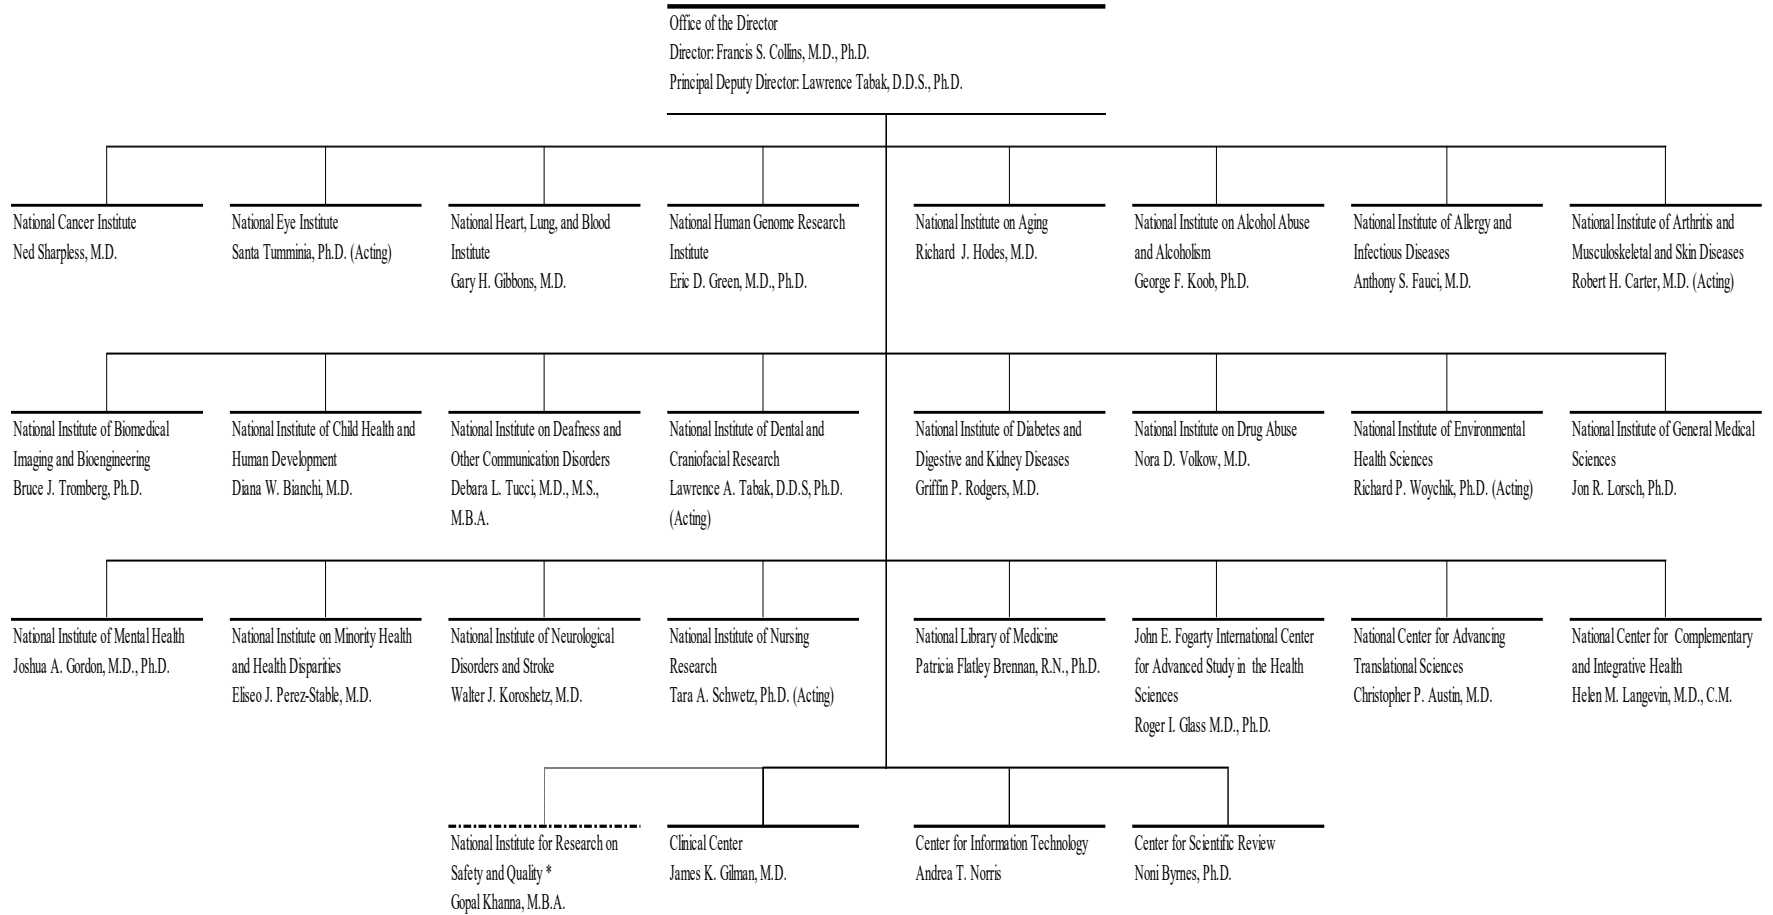 Office of the Director
Director: Francis S. Collins, M.D., Ph.D.
Principal Deputy Director: Lawrence Tabak, D.D.S., Ph.D.
National Cancer Institute
Ned Sharpless, M.D.
National Eye Institute
Santa Tumminia, Ph.D. (Acting)
National Heart, Lung, and Blood
Institute
Gary H. Gibbons, M.D.
National Human Genome Research
Institute
Eric D. Green, M.D., Ph.D.
National Institute on Aging
Richard J. Hodes, M.D.
National Institute on Alcohol Abuse
and Alcoholism
George F. Koob, Ph.D.
National Institute of Allergy and
Infectious Diseases
Anthony S. Fauci, M.D.
National Institute of Arthritis and
Musculoskeletal and Skin Diseases
Robert H. Carter, M.D. (Acting)
National Institute of Biomedical
Imaging and Bioengineering
Bruce J. Tromberg, Ph.D.
National Institute of Child Health and
Human Development
Diana W. Bianchi, M.D.
National Institute on Deafness and
Other Communication Disorders
Debara L. Tucci, M.D., M.S.,
M.B.A.
National Institute of Dental and
Craniofacial Research
Lawrence A. Tabak, D.D.S, Ph.D.
(Acting)
National Institute of Diabetes and
Digestive and Kidney Diseases
Griffin P. Rodgers, M.D.
National Institute on Drug Abuse
Nora D. Volkow, M.D.
National Institute of Environmental
Health Sciences
Richard P. Woychik, Ph.D. (Acting)
National Institute of General Medical
Sciences
Jon R. Lorsch, Ph.D.
National Institute of Mental Health
Joshua A. Gordon, M.D., Ph.D.
National Institute on Minority Health
and Health Disparities
Eliseo J. Perez-Stable, M.D.
National Institute of Neurological
Disorders and Stroke
Walter J. Koroshetz, M.D.
National Institute of Nursing
Research
Tara A. Schwetz, Ph.D. (Acting)
National Library of Medicine
Patricia Flatley Brennan, R.N., Ph.D.
John E. Fogarty International Center
for Advanced Study in the Health
Sciences
Roger I. Glass M.D., Ph.D.
National Center for Advancing
Translational Sciences
Christopher P. Austin, M.D.
National Center for Complementary
and Integrative Health
Helen M. Langevin, M.D., C.M.
National Institute for Research on
Safety and Quality *
Gopal Khanna, M.B.A.
Clinical Center
James K. Gilman, M.D.
Center for Information Technology
Andrea T. Norris
Center for Scientific Review
Noni Byrnes, Ph.D.